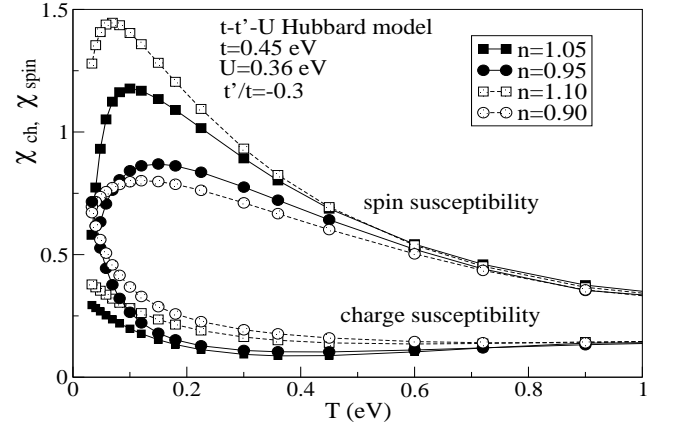 1.5
1
0.5
0
χ ch, χ spin
t-t'-U Hubbard model
t=0.45 eV
U=0.36 eV
t'/t=-0.3
n=1.05
n=0.95
n=1.10
n=0.90
spin susceptibility
charge susceptibility
0 0.2 0.4 0.6 0.8 1
T (eV)